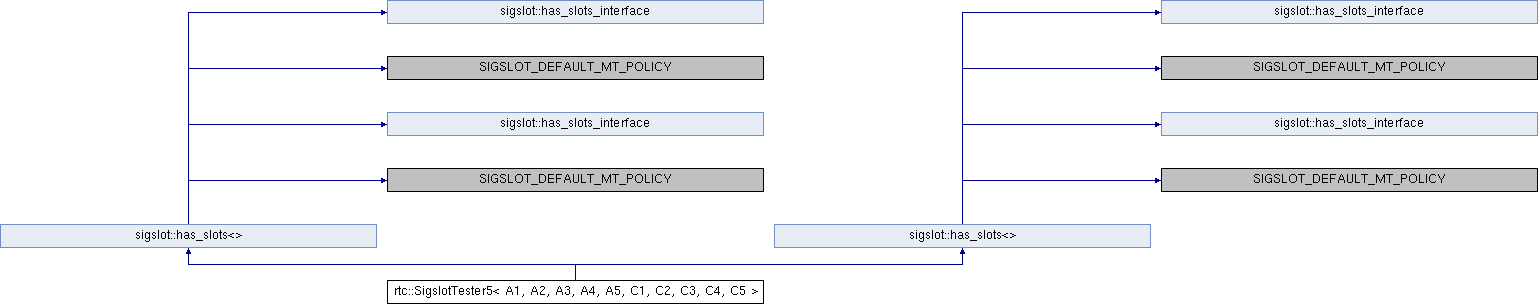 sigslot::has_slots_interface
sigslot::has_slots_interface
SIGSLOT_DEFAULT_MT_POLICY
SIGSLOT_DEFAULT_MT_POLICY
sigslot::has_slots_interface
sigslot::has_slots_interface
SIGSLOT_DEFAULT_MT_POLICY
SIGSLOT_DEFAULT_MT_POLICY
sigslot::has_slots<>
sigslot::has_slots<>
rtc::SigslotTester5< A1, A2, A3, A4, A5, C1, C2, C3, C4, C5 >